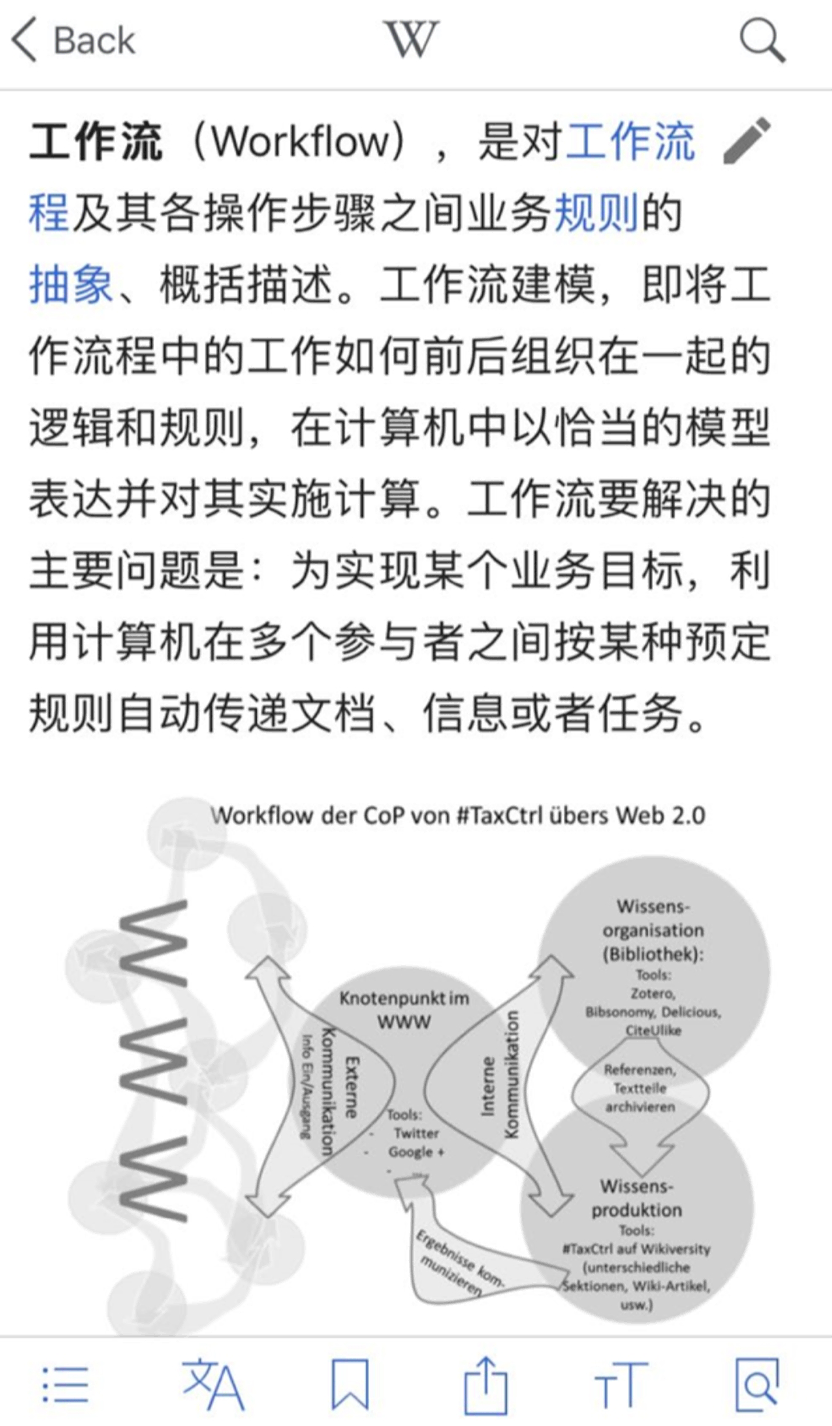 Back
W
工作流（Workflow），是对工作流
程及其各操作步骤之间业务规则的
抽象、概括描述。工作流建模，即将工
作流程中的工作如何前后组织在一起的
逻辑和规则，在计算机中以恰当的模型
表达并对其实施计算。工作流要解决的
主要问题是：为实现某个业务目标，利
用计算机在多个参与者之间按某种预定
规则自动传递文档、信息或者任务。
Workflow der CoP von #TaxCtrl übers Web 2.0
W
W
W
Knotenpunkt im
WWW
Externe
Kommunikation
Info Ein/Ausgang
Tools:
- Twitter
- Google +
- ...
Interne
Kommunikation
Wissens-
organisation
(Bibliothek):
Tools:
Zotero,
Bibsonomy, Delicious,
CiteUlike
Referenzen,
Textteile
archivieren
Wissens-
produktion
Tools:
#TaxCtrl auf Wikiversity
(unterschiedliche
Sektionen, Wiki-Artikel,
usw.)
Ergebnisse kom-
munizieren
文A
TT